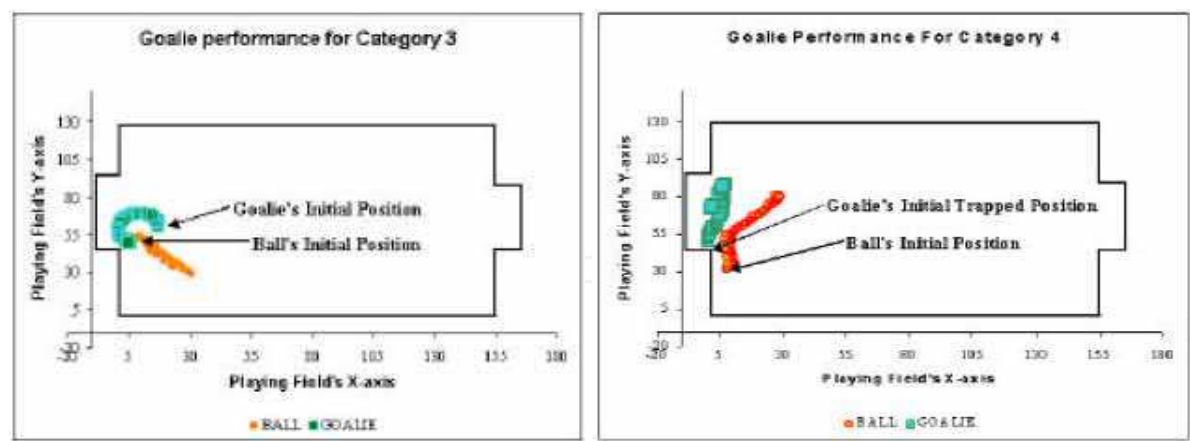 Goalie performance for Category 3
130
105
80
55
30
5
-20
Playing Field's Y-axis
Goalie's Initial Position
Ball's Initial Position
-20 5 30 55 80 105 130 155 180
Playing Field's X-axis
BALL GOALIE
Goalie Performance For Category 4
130
105
80
55
30
5
-20
Playing Field's Y-axis
Goalie's Initial Trapped Position
Ball's Initial Position
-20 5 30 55 80 105 130 155 180
Playing Field's X-axis
BALL GOALIE